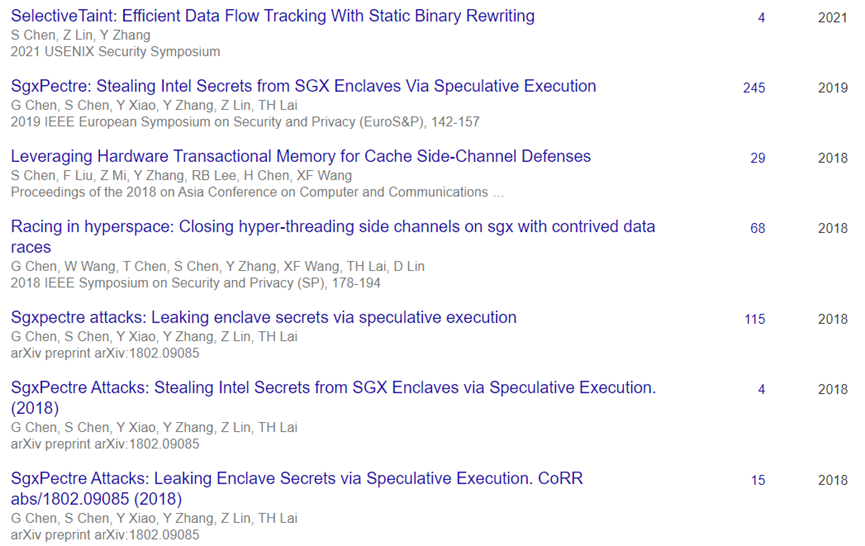 SelectiveTaint: Efficient Data Flow Tracking With Static Binary Rewriting 4 2021
S Chen, Z Lin, Y Zhang
2021 USENIX Security Symposium
SgxPectre: Stealing Intel Secrets from SGX Enclaves Via Speculative Execution 245 2019
G Chen, S Chen, Y Xiao, Y Zhang, Z Lin, TH Lai
2019 IEEE European Symposium on Security and Privacy (EuroS&P), 142-157
Leveraging Hardware Transactional Memory for Cache Side-Channel Defenses 29 2018
S Chen, F Liu, Z Mi, Y Zhang, RB Lee, H Chen, XF Wang
Proceedings of the 2018 on Asia Conference on Computer and Communications …
Racing in hyperspace: Closing hyper-threading side channels on sgx with contrived data 68 2018
races
G Chen, W Wang, T Chen, S Chen, Y Zhang, XF Wang, TH Lai, D Lin
2018 IEEE Symposium on Security and Privacy (SP), 178-194
Sgxpectre attacks: Leaking enclave secrets via speculative execution 115 2018
G Chen, S Chen, Y Xiao, Y Zhang, Z Lin, TH Lai
arXiv preprint arXiv:1802.09085
SgxPectre Attacks: Stealing Intel Secrets from SGX Enclaves via Speculative Execution. 4 2018
(2018)
G Chen, S Chen, Y Xiao, Y Zhang, Z Lin, TH Lai
arXiv preprint arXiv:1802.09085
SgxPectre Attacks: Leaking Enclave Secrets via Speculative Execution. CoRR 15 2018
abs/1802.09085 (2018)
G Chen, S Chen, Y Xiao, Y Zhang, Z Lin, TH Lai
arXiv preprint arXiv:1802.09085